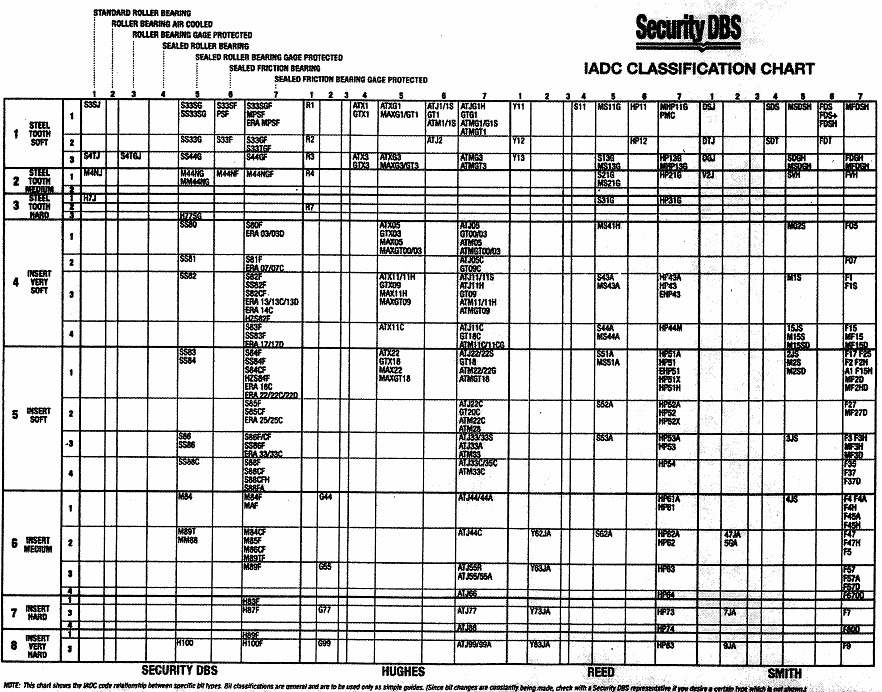 STANDARD ROLLER BEARING
ROLLER BEARING AIR COOLED
ROLLER BEARING GAGE PROTECTED
SEALED ROLLER BEARING
SEALED ROLLER BEARING GAGE PROTECTED
SEALED FRICTION BEARING
SEALED FRICTION BEARING GAGE PROTECTED
Security DBS
IADC CLASSIFICATION CHART
1 2 3 4 5 6 7 1 2 3 4 5 6 7 1 2 3 4 5 6 7 1 2 3 4 5 6 7
1 STEEL TOOTH SOFT
1 S3SJ S33SG S33SF S33SGF R1 ATX1 ATXG1 ATJ1/1S ATJG1H Y11 S11 MS11G HP11 MHP11G DSJ SDS MSDSH FDS MFDSH
SS33SG PSF MPSF GTX1 MAXG1/GT1 GT1 GTG1 PMC FDS+
ERA MPSF ATM1/1S ATMG1/G1S FDSH
ATMGT1
2 S33G S33F S33GF R2 ATJ2 Y12 HP12 DTJ SDT FDT
S33TGF
3 S4TJ S4TGJ SS44G S44GF R3 ATX3 ATXG3 ATMG3 Y13 S13G HP13G DGJ SDGH FDGH
GTX3 MAXG3/GT3 ATMGT3 MS13G MHP13G MSDGH MFDGH
2 STEEL TOOTH MEDIUM
1 M4NJ M44NG M44NF M44NGF R4 S21G HP21G V2J SVH FVH
MM44NG MS21G
2
3 STEEL TOOTH HARD
1 H7J S31G HP31G
2 R7
3 H77SG
4 INSERT VERY SOFT
1 SS80 S80F ATX05 ATJ05 MS41H M02S F05
ERA 03/03D GTX03 GT00/03
MAX05 ATM05
MAXGT00/03 ATMGT00/03
2 SS81 S81F ATJ05C F07
ERA 07/07C GT09C
3 SS82 S82F ATX11/11H ATJ11/11S S43A HP43A M1S F1
SS82F GTX09 ATJ11H MS43A HP43 F1S
S82CF MAX11H GT09 EHP43
ERA 13/13C/13D MAXGT09 ATM11/11H
ERA 14C ATMGT09
HZS82F
4 S83F ATX11C ATJ11C S44A HP44M 15JS F15
SS83F GT18C MS44A M15S MF15
ERA 17/17D ATM11C/11CG M15SD MF15D
5 INSERT SOFT
1 SS83 S84F ATX22 ATJ22/22S S51A HP51A 2JS F17 F2S
SS84 SS84F GTX18 GT18 MS51A HP51 M2S F2 F2H
S84CF MAX22 ATM22/22G EHP51 M2SD A1 F15H
HZS84F MAXGT18 ATMGT18 HP51X MF2D
ERA 18C HP51H MF2HD
ERA 22/22C/22D
2 S85F ATJ22C S52A HP52A F27
S85CF GT20C HP52 MF27D
ERA 25/25C ATM22C HP52X
ATM28
3 S86 S86F/CF ATJ33/33S S53A HP53A 3JS F3 F3H
SS86 SS86F ATJ33A HP53 MF3H
ERA 33/33C ATM33 MF3D
4 SS88C S88F ATJ33C/35C HP54 F35
S88CF ATM33C F37
S88CFH F37D
S88FA
6 INSERT MEDIUM
1 M84 M84F G44 ATJ44/44A HP61A 4JS F4 F4A
MAF HP61 F4H
F45A
F45H
2 M89T M84CF ATJ44C Y62JA S62A HP62A 47JA F47
MM88 M85F HP62 5GA F47H
M86CF F5
M89TF
3 M89F G55 ATJ55R Y63JA HP63 F57
ATJ55/55A F57A
F57D
4 ATJ66 HP64 F57OD
7 INSERT HARD
1 H83F
3 H87F G77 ATJ77 Y73JA HP73 7JA F7
4 ATJ88 HP74 F80D
8 INSERT VERY HARD
1 H89F
3 H100 H100F G99 ATJ99/99A Y83JA HP83 9JA F9
SECURITY DBS HUGHES REED SMITH
NOTE: This chart shows the IADC code relationship between specific bit types. Bit classifications are general and are to be used only as simple guides. (Since bit changes are constantly being made, check with a Security DBS representative if you desire a certain type which is not shown.)